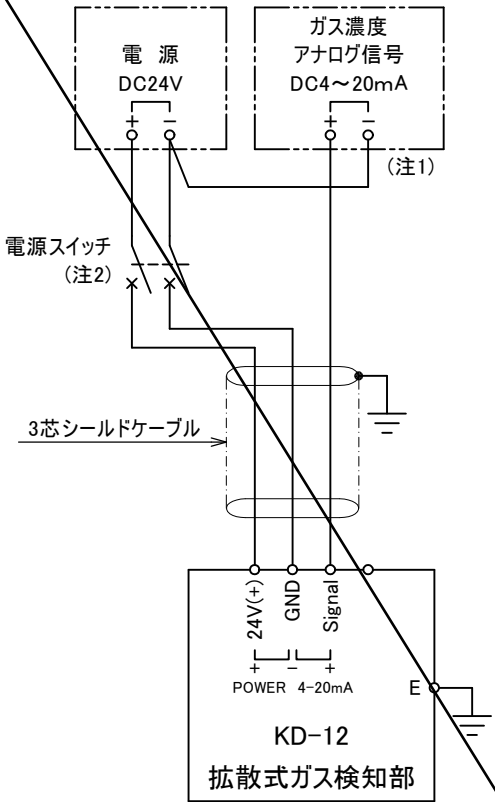 電 源
DC24V
+ −
ガス濃度
アナログ信号
DC4～20mA
+ −
(注1)
電源スイッチ
(注2)
3芯シールドケーブル
24V(+)
GND
Signal
+ − +
POWER 4-20mA
E
KD-12
拡散式ガス検知部